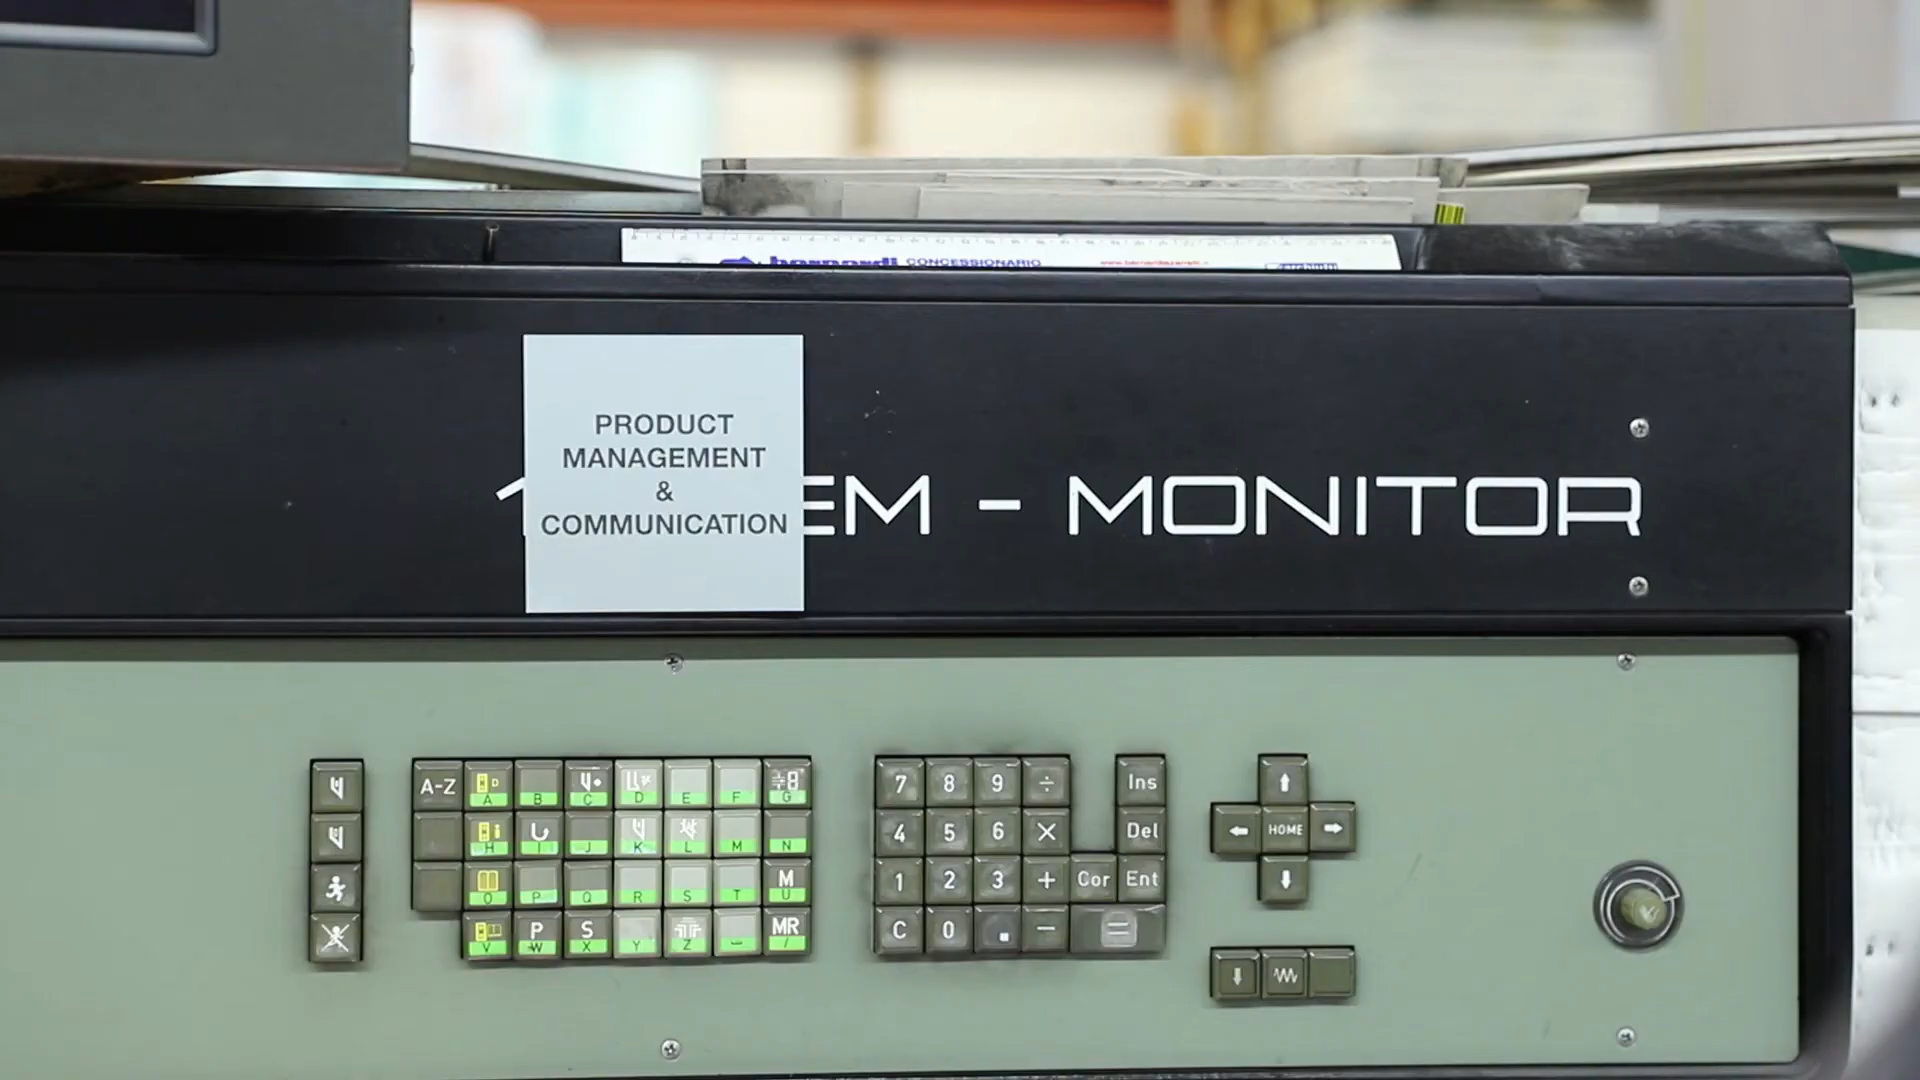 bernardi CONCESSIONARIO
PRODUCT
MANAGEMENT
&
COMMUNICATION
EM - MONITOR
A-Z D A B C D E F G
7 8 9 ÷ Ins
H I J K L M N
4 5 6 × Del
HOME
O P Q R S T M U
1 2 3 + Cor Ent
V P W S X Y Z MR /
C 0 . - =